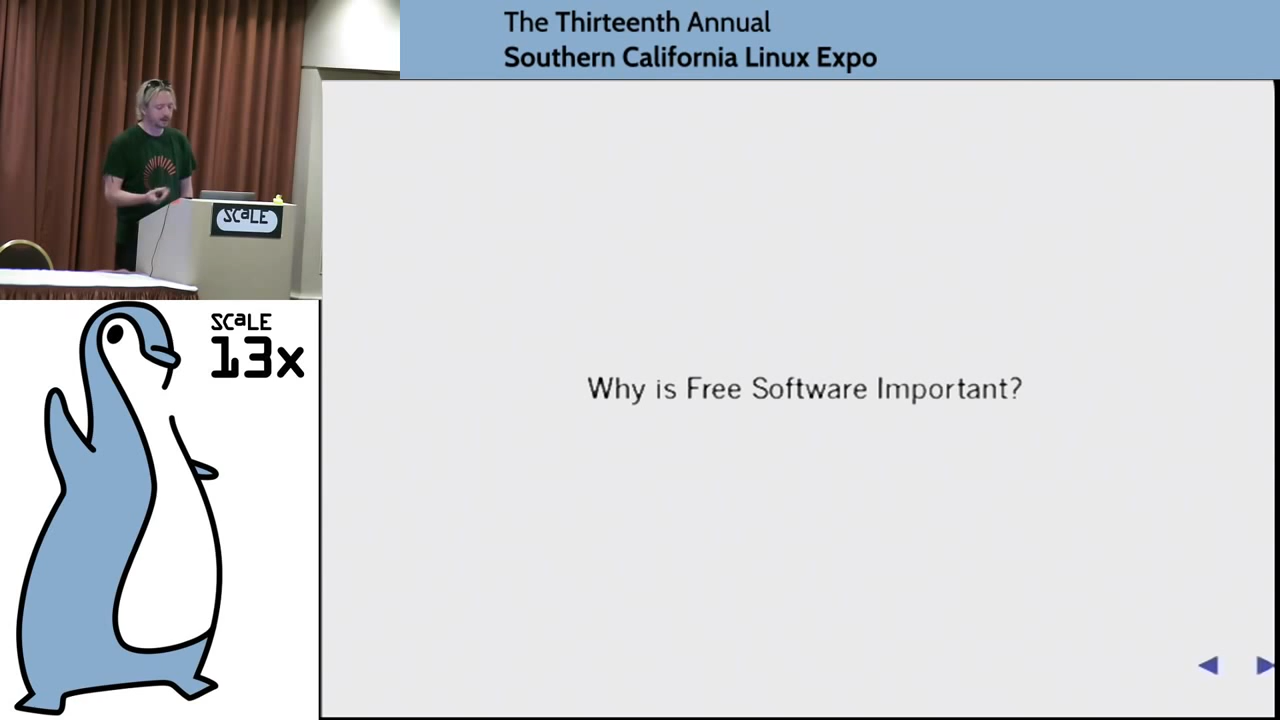 The Thirteenth Annual
Southern California Linux Expo
SCaLE
SCaLE
13x
Why is Free Software Important?